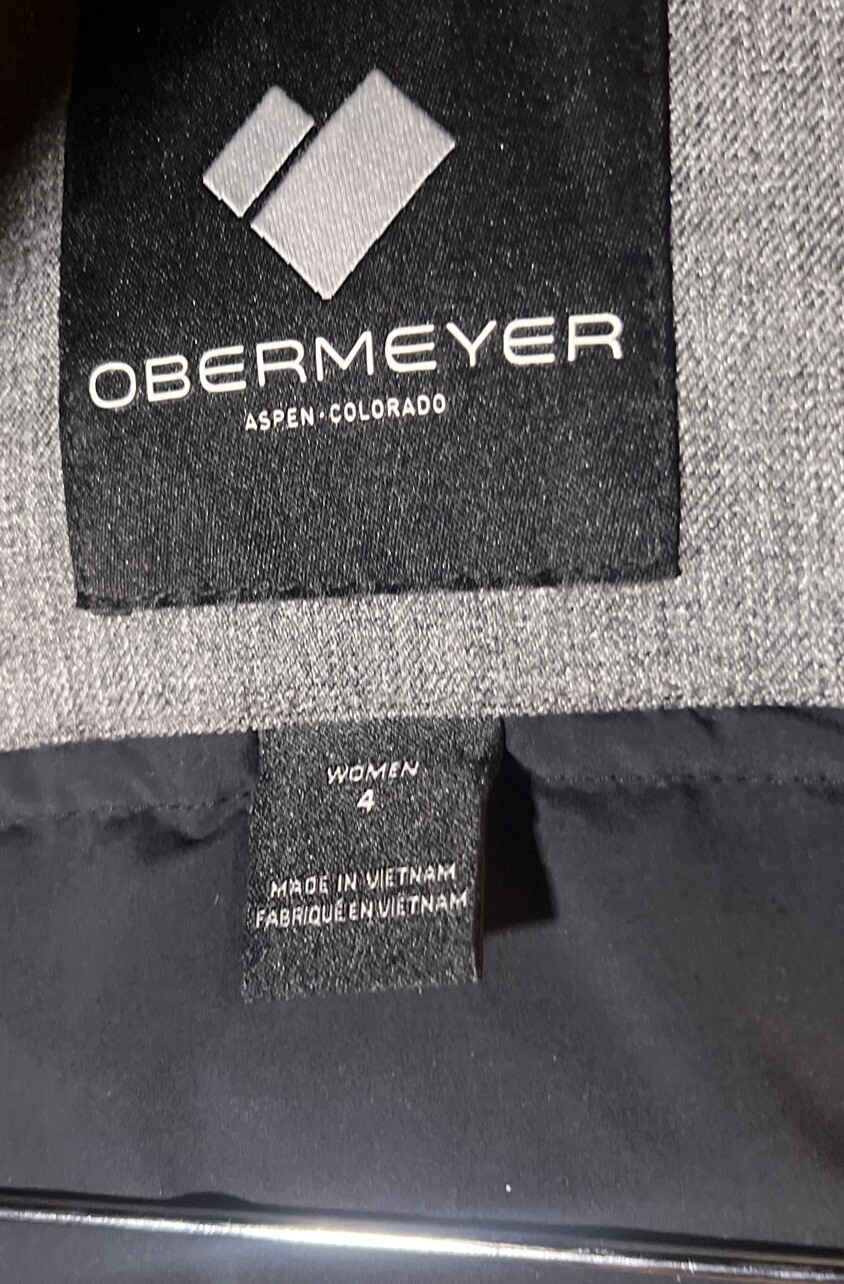 OBERMEYER
ASPEN·COLORADO
WOMEN
4
MADE IN VIETNAM
FABRIQUÉ EN VIETNAM